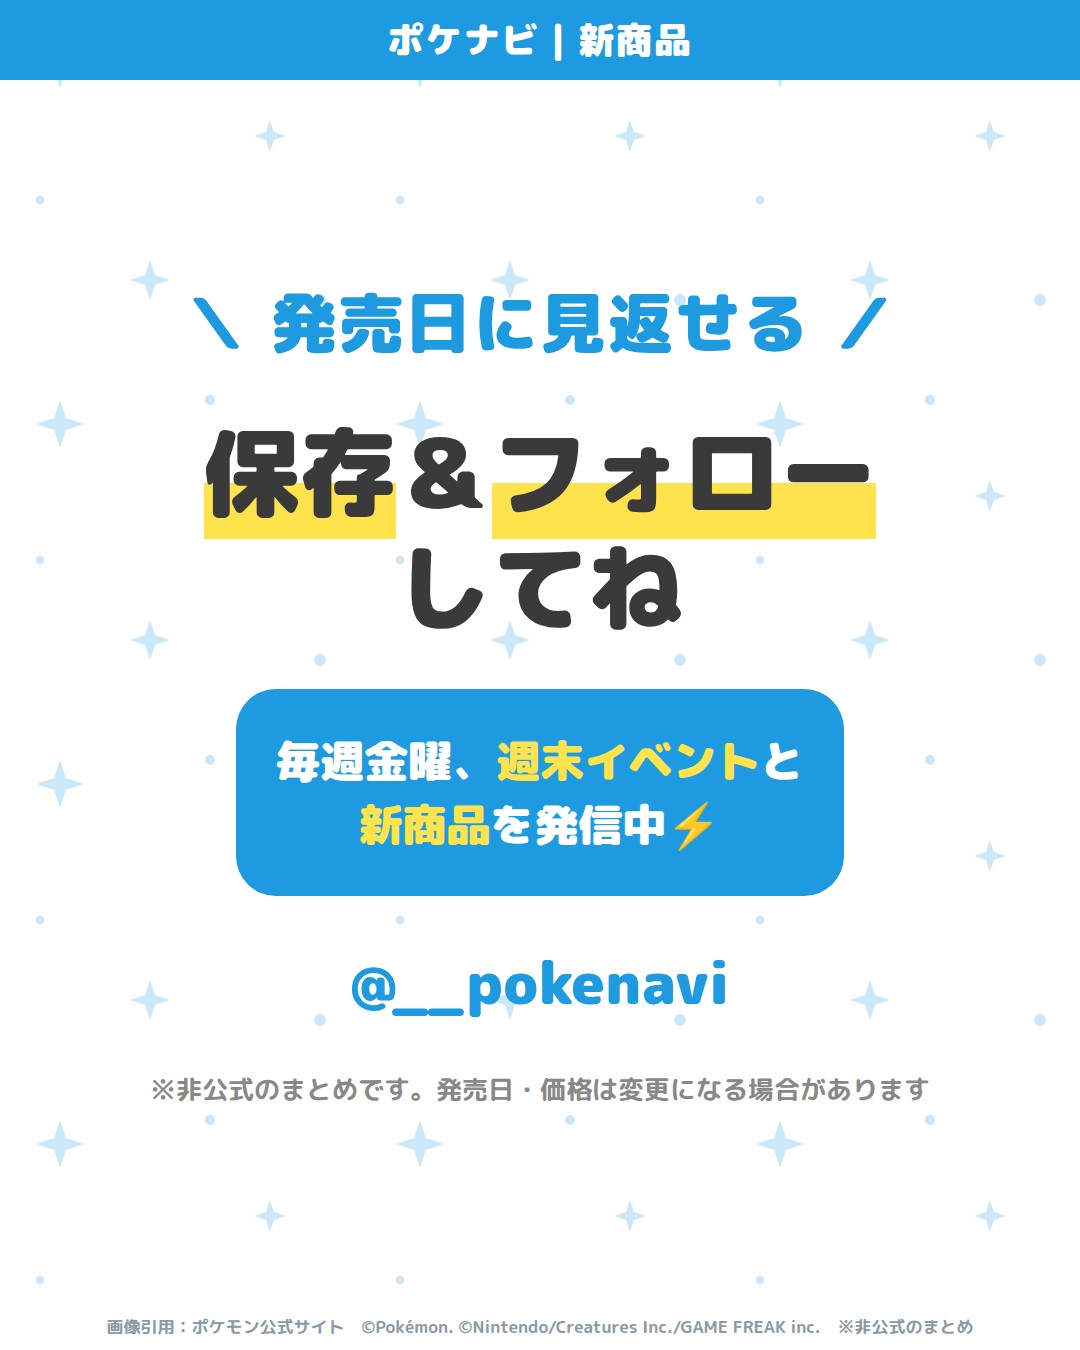 ポケナビ | 新商品
＼ 発売日に見返せる ／
保存＆フォロー
してね
毎週金曜、週末イベントと
新商品を発信中⚡
@__pokenavi
※非公式のまとめです。発売日・価格は変更になる場合があります
画像引用：ポケモン公式サイト　©Pokémon. ©Nintendo/Creatures Inc./GAME FREAK inc.　※非公式のまとめ